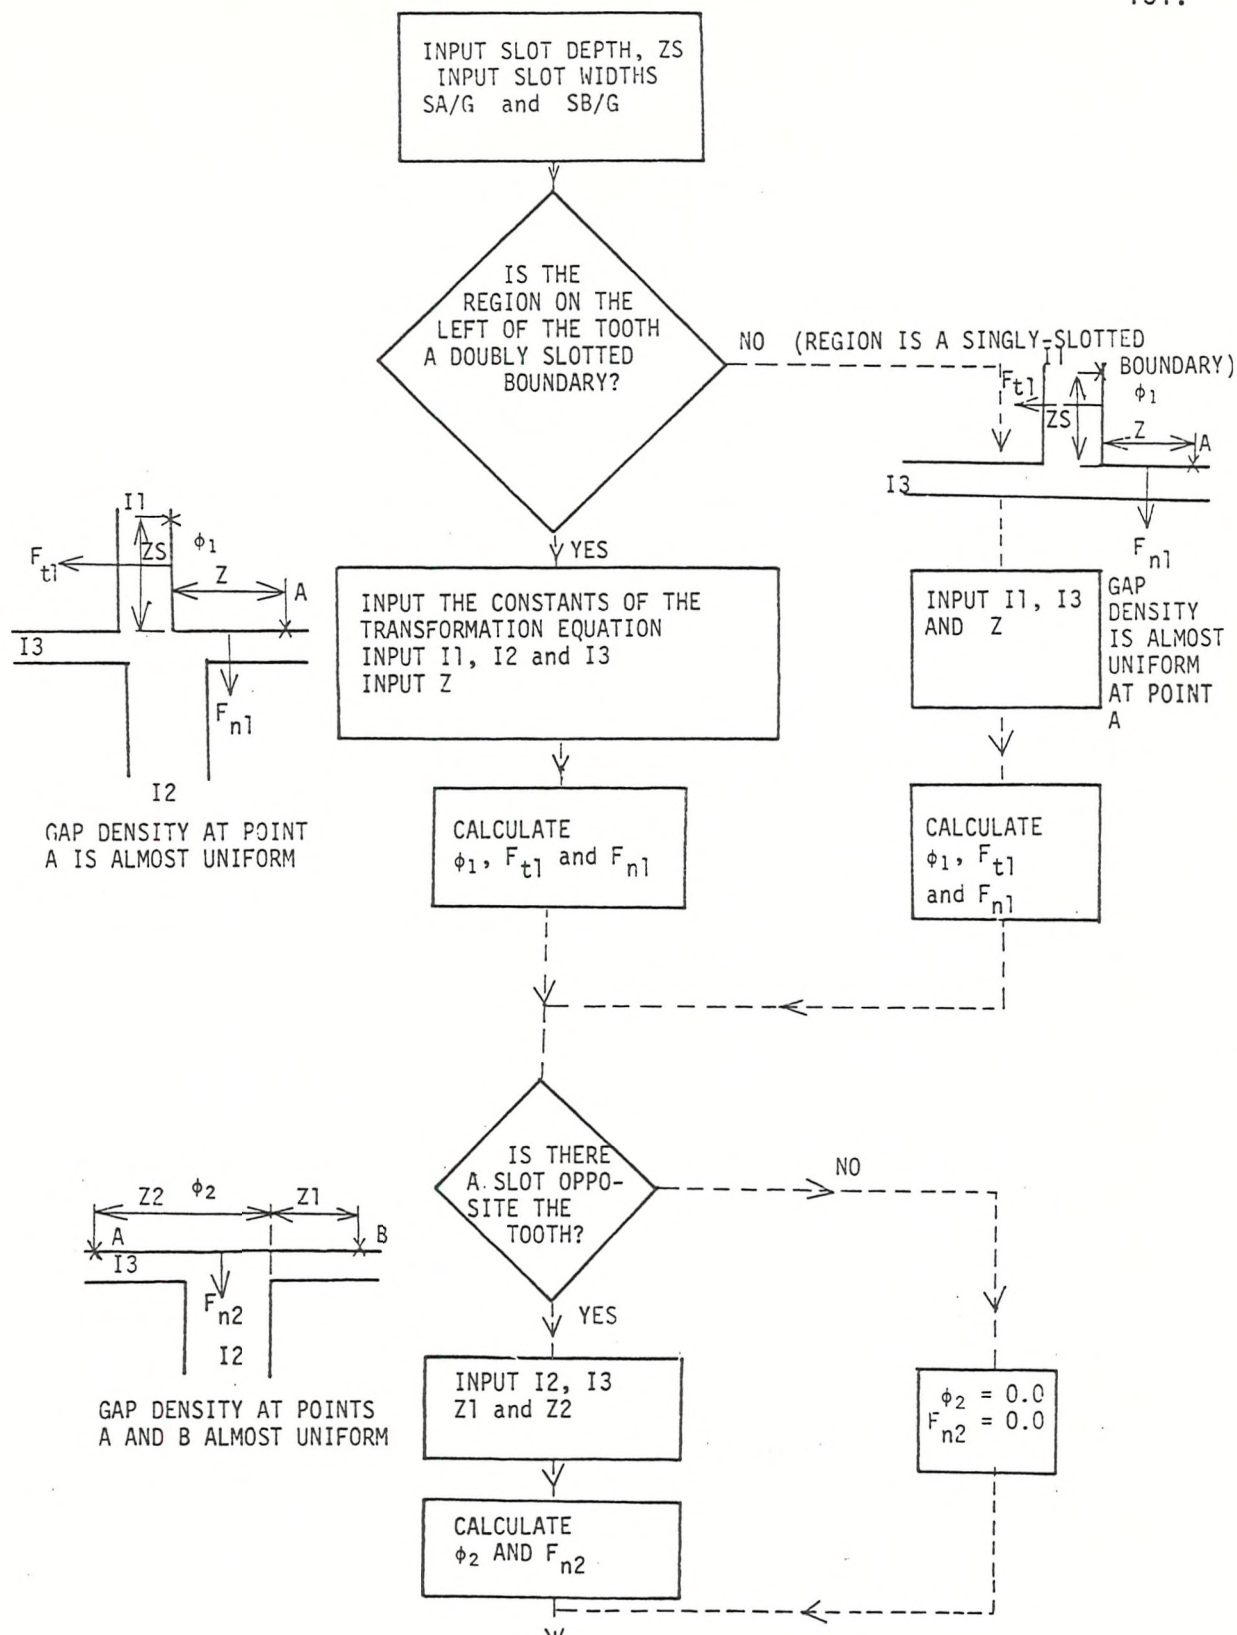 INPUT SLOT DEPTH, ZS
INPUT SLOT WIDTHS
SA/G and SB/G
IS THE
REGION ON THE
LEFT OF THE TOOTH
A DOUBLY SLOTTED
BOUNDARY?
NO (REGION IS A SINGLY-SLOTTED
BOUNDARY)
I1
Ft1
ZS
ϕ1
Z
A
I3
Fn1
GAP
DENSITY
IS ALMOST
UNIFORM
AT POINT
A
YES
I1
Ft1
ZS
ϕ1
Z
A
I3
Fn1
I2
GAP DENSITY AT POINT
A IS ALMOST UNIFORM
INPUT THE CONSTANTS OF THE
TRANSFORMATION EQUATION
INPUT I1, I2 and I3
INPUT Z
INPUT I1, I3
AND Z
CALCULATE
ϕ1, Ft1 and Fn1
CALCULATE
ϕ1, Ft1
and Fn1
IS THERE
A SLOT OPPO-
SITE THE
TOOTH?
NO
YES
Z2
ϕ2
Z1
A
B
I3
Fn2
I2
GAP DENSITY AT POINTS
A AND B ALMOST UNIFORM
INPUT I2, I3
Z1 and Z2
ϕ2 = 0.0
Fn2 = 0.0
CALCULATE
ϕ2 AND Fn2